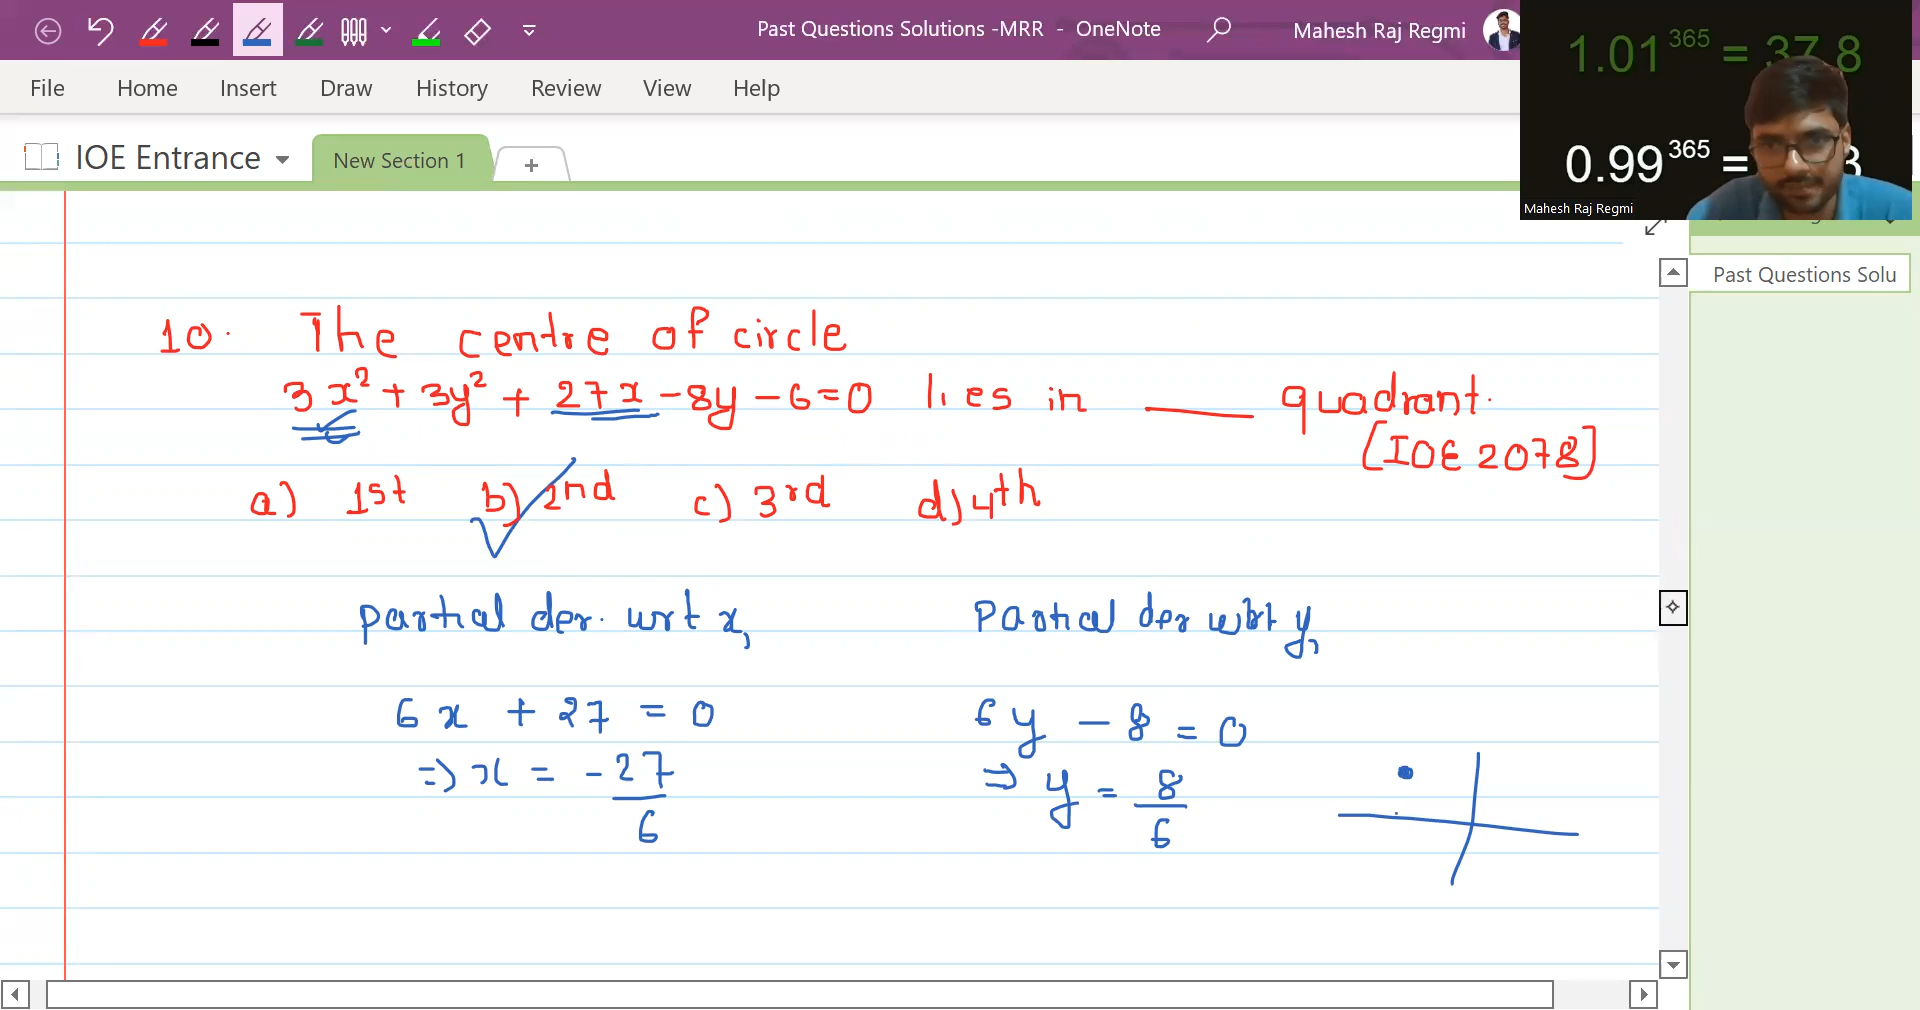 Past Questions Solutions -MRR - OneNote
Mahesh Raj Regmi
File Home Insert Draw History Review View Help
1.01^365 = 37.8
0.99^365 =
Mahesh Raj Regmi
IOE Entrance
New Section 1
+
Past Questions Solu
10. The centre of circle
3x² + 3y² + 27x - 8y - 6 = 0 lies in ____ quadrant.
[IOE 2078]
a) 1st b) 2nd c) 3rd d) 4th
partial der. wrt x,
6x + 27 = 0
⇒ x = -27/6
Partial der wrt y,
6y - 8 = 0
⇒ y = 8/6